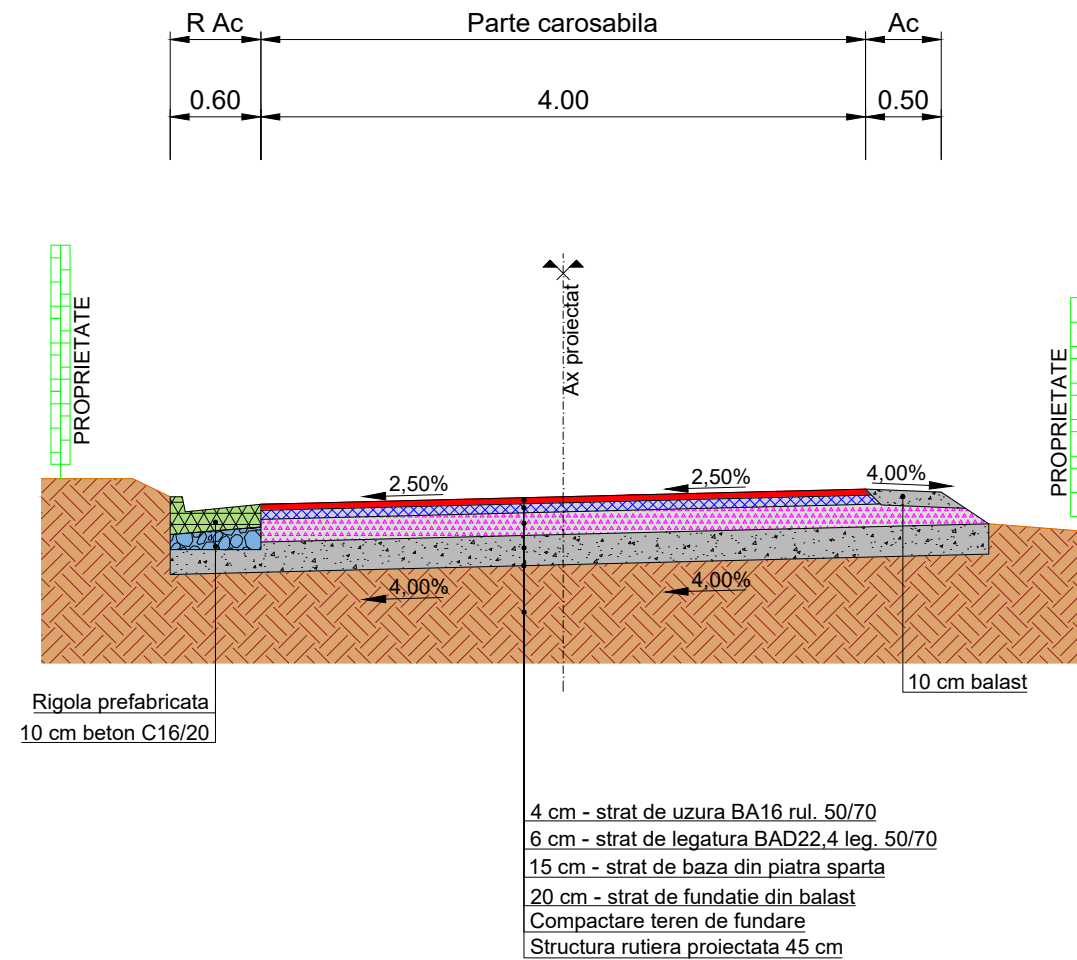 R Ac
Parte carosabila
Ac
0.60
4.00
0.50
PROPRIETATE
Ax proiectat
PROPRIETATE
2,50%
2,50%
4,00%
4,00%
4,00%
Rigola prefabricata
10 cm beton C16/20
10 cm balast
4 cm - strat de uzura BA16 rul. 50/70
6 cm - strat de legatura BAD22,4 leg. 50/70
15 cm - strat de baza din piatra sparta
20 cm - strat de fundatie din balast
Compactare teren de fundare
Structura rutiera proiectata 45 cm